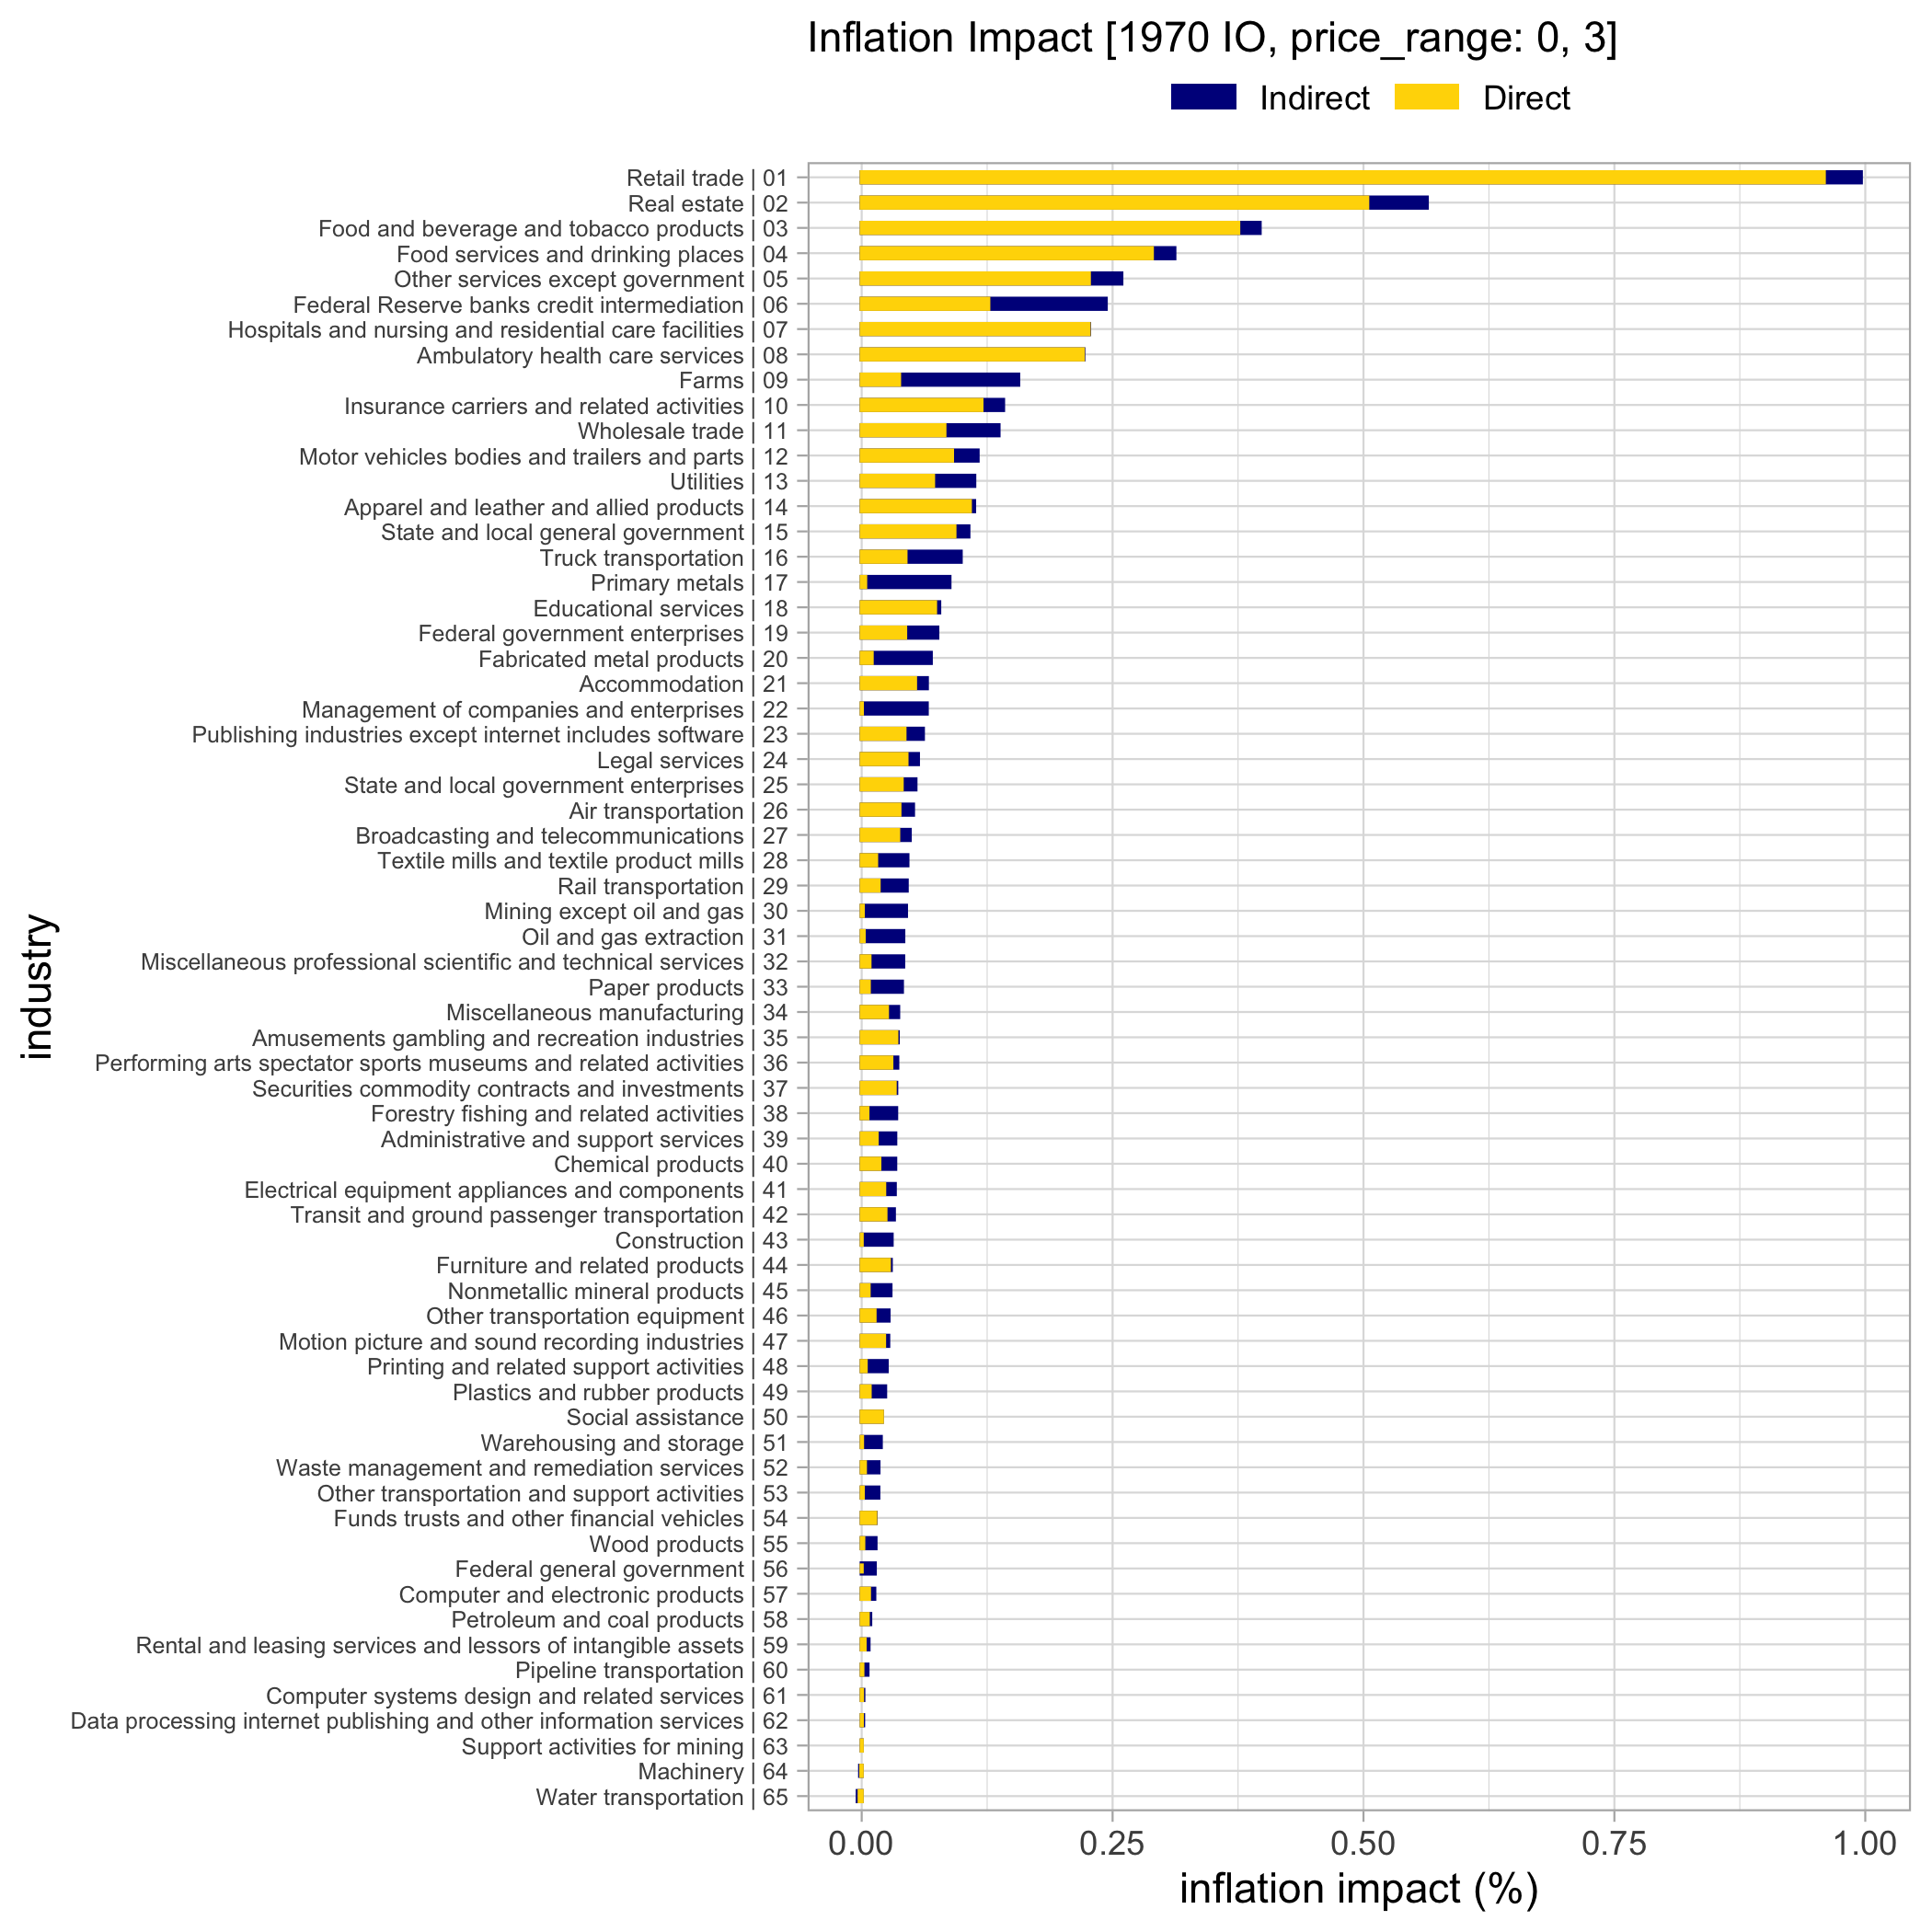 Inflation Impact [1970 IO, price_range: 0, 3]
Indirect Direct
Retail trade | 01
Real estate | 02
Food and beverage and tobacco products | 03
Food services and drinking places | 04
Other services except government | 05
Federal Reserve banks credit intermediation | 06
Hospitals and nursing and residential care facilities | 07
Ambulatory health care services | 08
Farms | 09
Insurance carriers and related activities | 10
Wholesale trade | 11
Motor vehicles bodies and trailers and parts | 12
Utilities | 13
Apparel and leather and allied products | 14
State and local general government | 15
Truck transportation | 16
Primary metals | 17
Educational services | 18
Federal government enterprises | 19
Fabricated metal products | 20
Accommodation | 21
Management of companies and enterprises | 22
Publishing industries except internet includes software | 23
Legal services | 24
State and local government enterprises | 25
Air transportation | 26
Broadcasting and telecommunications | 27
Textile mills and textile product mills | 28
Rail transportation | 29
Mining except oil and gas | 30
Oil and gas extraction | 31
Miscellaneous professional scientific and technical services | 32
Paper products | 33
Miscellaneous manufacturing | 34
Amusements gambling and recreation industries | 35
Performing arts spectator sports museums and related activities | 36
Securities commodity contracts and investments | 37
Forestry fishing and related activities | 38
Administrative and support services | 39
Chemical products | 40
Electrical equipment appliances and components | 41
Transit and ground passenger transportation | 42
Construction | 43
Furniture and related products | 44
Nonmetallic mineral products | 45
Other transportation equipment | 46
Motion picture and sound recording industries | 47
Printing and related support activities | 48
Plastics and rubber products | 49
Social assistance | 50
Warehousing and storage | 51
Waste management and remediation services | 52
Other transportation and support activities | 53
Funds trusts and other financial vehicles | 54
Wood products | 55
Federal general government | 56
Computer and electronic products | 57
Petroleum and coal products | 58
Rental and leasing services and lessors of intangible assets | 59
Pipeline transportation | 60
Computer systems design and related services | 61
Data processing internet publishing and other information services | 62
Support activities for mining | 63
Machinery | 64
Water transportation | 65
industry
0.00 0.25 0.50 0.75 1.00
inflation impact (%)